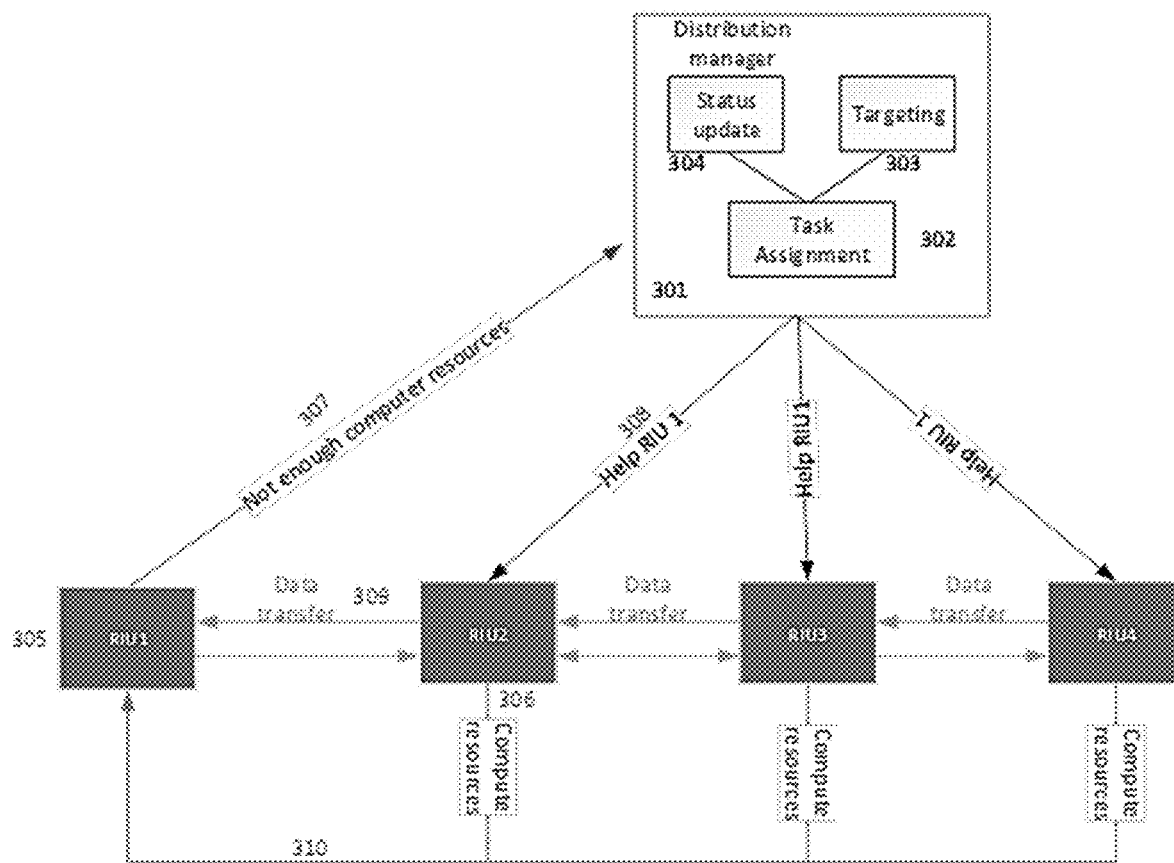 Distribution
manager
Status
update
Targeting
304
303
Task
Assignment
302
301
307
Not enough computer resources
308
Help RIU 1
Help RIU1
Help RIU 1
Data
transfer
309
Data
transfer
Data
transfer
305
RIU1
RIU2
RIU3
RIU4
306
Compute
resources
Compute
resources
Compute
resources
310